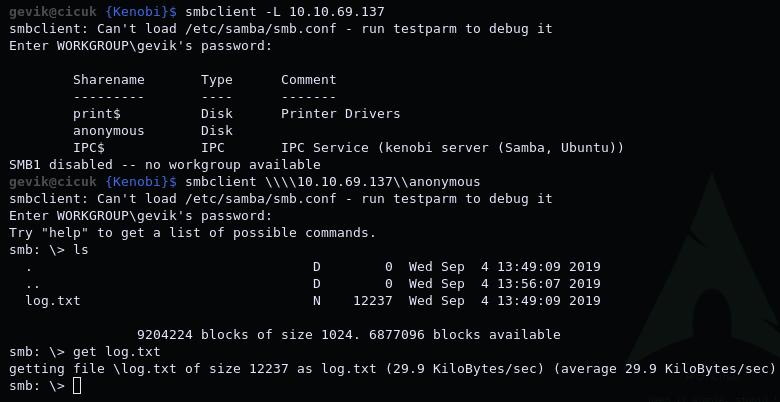 gevik@cicuk {Kenobi}$ smbclient -L 10.10.69.137
smbclient: Can't load /etc/samba/smb.conf - run testparm to debug it
Enter WORKGROUP\gevik's password:
Sharename       Type      Comment
---------       ----      -------
print$          Disk      Printer Drivers
anonymous       Disk
IPC$            IPC       IPC Service (kenobi server (Samba, Ubuntu))
SMB1 disabled -- no workgroup available
gevik@cicuk {Kenobi}$ smbclient \\\\10.10.69.137\\anonymous
smbclient: Can't load /etc/samba/smb.conf - run testparm to debug it
Enter WORKGROUP\gevik's password:
Try "help" to get a list of possible commands.
smb: \> ls
  .                                   D        0  Wed Sep  4 13:49:09 2019
  ..                                  D        0  Wed Sep  4 13:56:07 2019
  log.txt                             N    12237  Wed Sep  4 13:49:09 2019
9204224 blocks of size 1024. 6877096 blocks available
smb: \> get log.txt
getting file \log.txt of size 12237 as log.txt (29.9 KiloBytes/sec) (average 29.9 KiloBytes/sec)
smb: \>